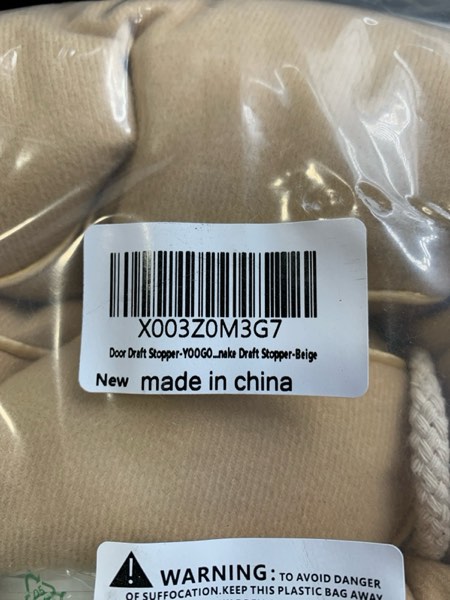 X003Z0M3G7
Door Draft Stopper-YOOGO...nake Draft Stopper-Beige
New made in china
WARNING: TO AVOID DANGER
OF SUFFOCATION.KEEP THIS PLASTIC BAG AWAY